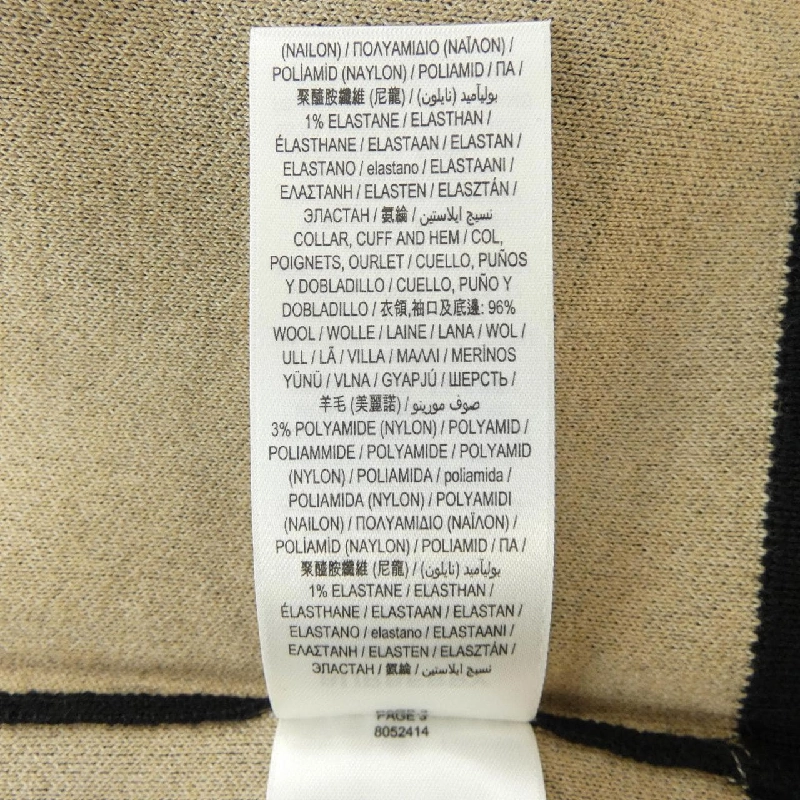 (NAILON) / ΠΟΛΥΑΜΙΔΙΟ (ΝΑΪΛΟΝ) /
POLİAMİD (NAYLON) / POLIAMID / ПА /
聚醯胺纖維 (尼龍) / بوليآميد (نايلون) /
1% ELASTANE / ELASTHAN /
ÉLASTHANE / ELASTAAN / ELASTAN /
ELASTANO / elastano / ELASTAANI /
ΕΛΑΣΤΑΝΗ / ELASTEN / ELASZTÁN /
ЭЛАСТАН / 氨綸 / نسيج ايلاستين
COLLAR, CUFF AND HEM / COL,
POIGNETS, OURLET / CUELLO, PUÑOS
Y DOBLADILLO / CUELLO, PUÑO Y
DOBLADILLO / 衣領,袖口及底邊: 96%
WOOL / WOLLE / LAINE / LANA / WOL /
ULL / LÃ / VILLA / ΜΑΛΛΙ / MERİNOS
YÜNÜ / VLNA / GYAPJÚ / ШЕРСТЬ /
羊毛 (美麗諾) / صوف مورينو
3% POLYAMIDE (NYLON) / POLYAMID /
POLIAMMIDE / POLYAMIDE / POLYAMID
(NYLON) / POLIAMIDA / poliamida /
POLIAMIDA (NYLON) / POLYAMIDI
(NAILON) / ΠΟΛΥΑΜΙΔΙΟ (ΝΑΪΛΟΝ) /
POLİAMİD (NAYLON) / POLIAMID / ПА /
聚醯胺纖維 (尼龍) / بوليآميد (نايلون) /
1% ELASTANE / ELASTHAN /
ÉLASTHANE / ELASTAAN / ELASTAN /
ELASTANO / elastano / ELASTAANI /
ΕΛΑΣΤΑΝΗ / ELASTEN / ELASZTÁN /
ЭЛАСТАН / 氨綸 / نسيج ايلاستين
PAGE 3
8052414